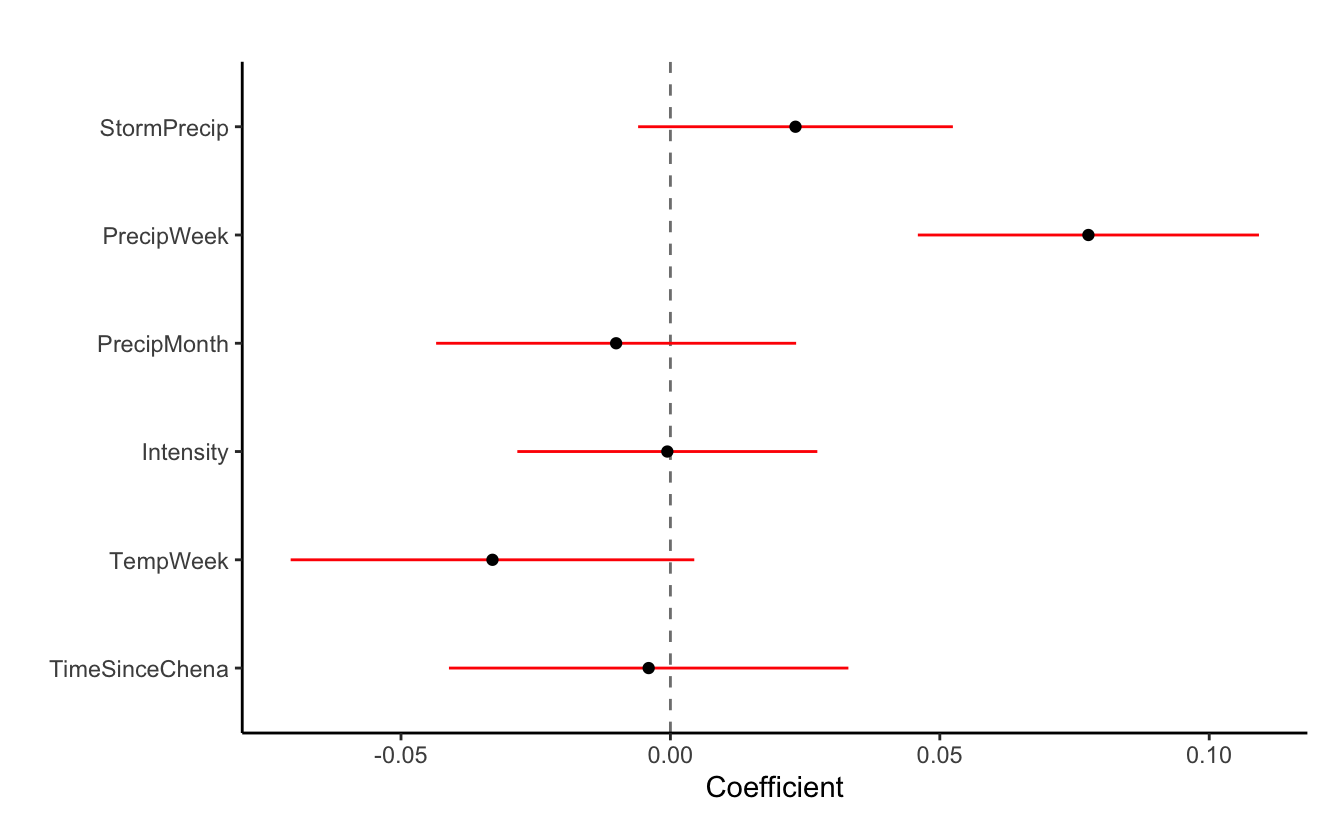 StormPrecip
PrecipWeek
PrecipMonth
Intensity
TempWeek
TimeSinceChena
-0.05 0.00 0.05 0.10
Coefficient